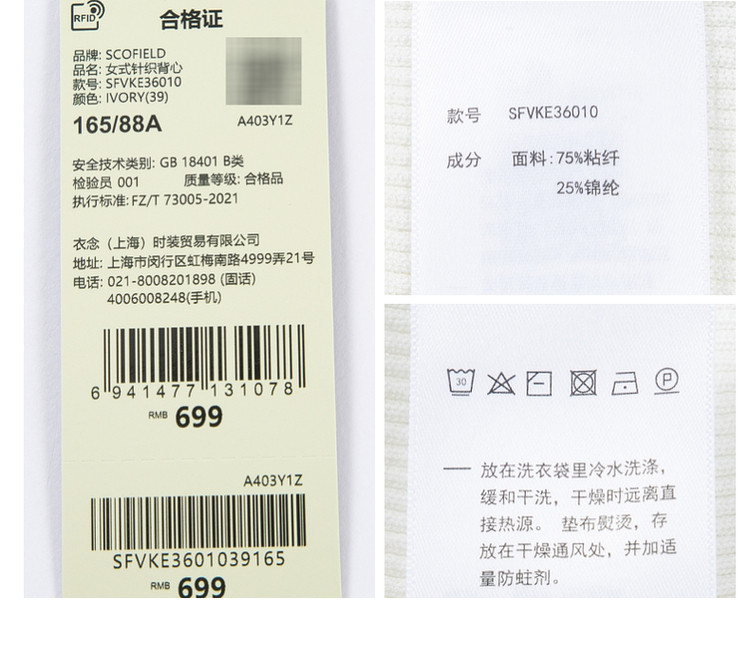 RFID
合格证
品牌: SCOFIELD
品名: 女式针织背心
款号: SFVKE36010
颜色: IVORY(39)
165/88A
A403Y1Z
安全技术类别: GB 18401 B类
检验员 001 质量等级: 合格品
执行标准: FZ/T 73005-2021
衣念（上海）时装贸易有限公司
地址: 上海市闵行区虹梅南路4999弄21号
电话: 021-8008201898 (固话)
4006008248(手机)
6 941477 131078
RMB 699
A403Y1Z
SFVKE3601039165
RMB 699
款号 SFVKE36010
成分 面料:75%粘纤
25%锦纶
30
P
— 放在洗衣袋里冷水洗涤，
缓和干洗，干燥时远离直
接热源。 垫布熨烫，存
放在干燥通风处，并加适
量防蛀剂。